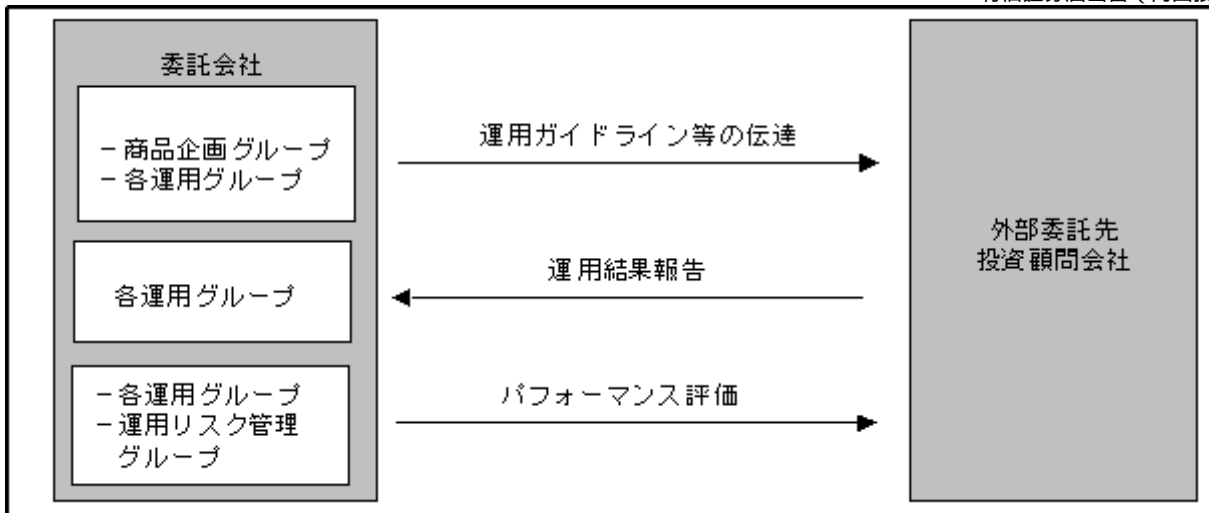 委託会社
－商品企画グループ
－各運用グループ
運用ガイドライン等の伝達
各運用グループ
運用結果報告
－各運用グループ
－運用リスク管理
グループ
パフォーマンス評価
外部委託先
投資顧問会社